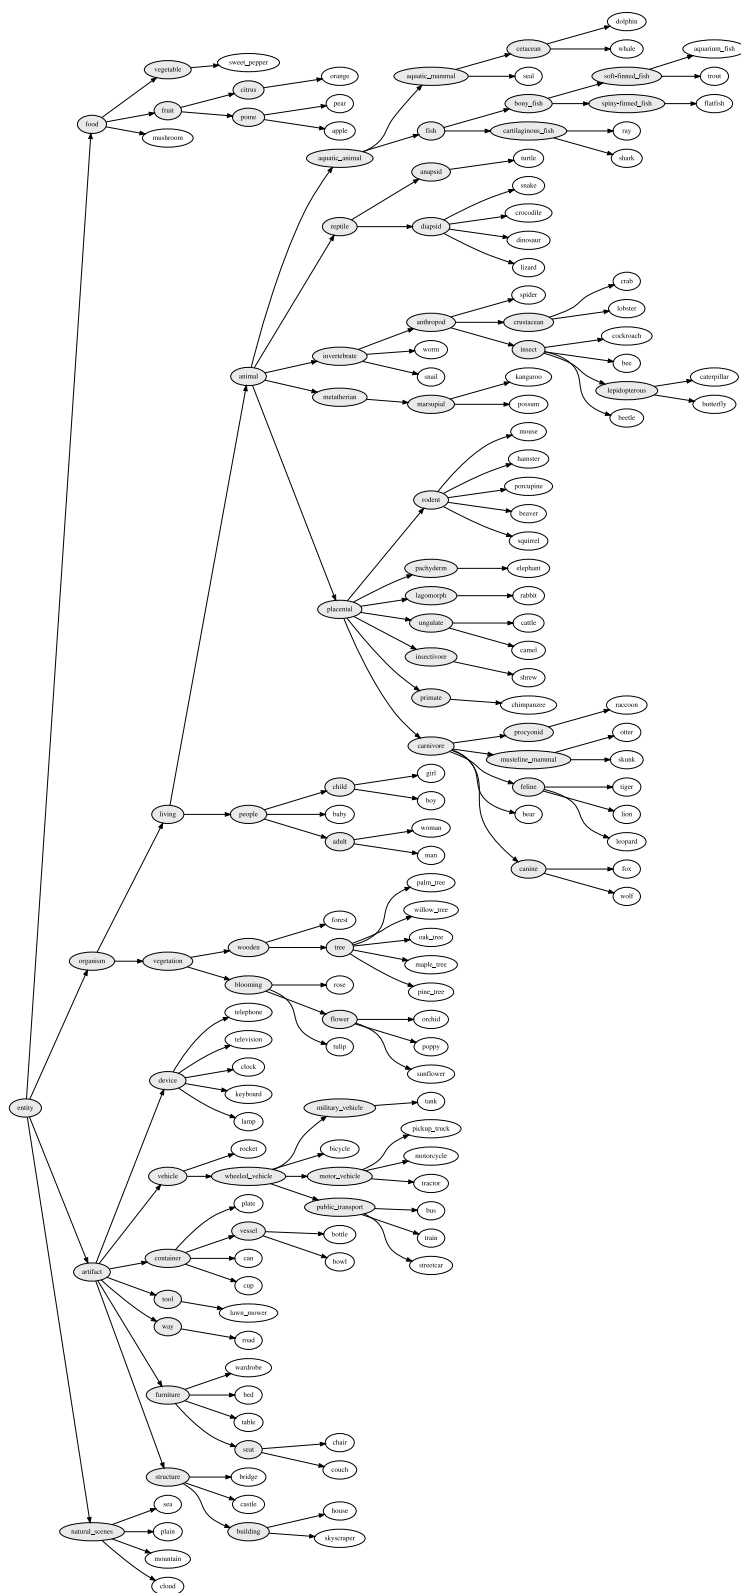 dolphin
cetacean
whale
aquatic_mammal
seal
aquarium_fish
soft-finned_fish
trout
bony_fish
spiny-finned_fish
flatfish
fish
cartilaginous_fish
ray
shark
aquatic_animal
sweet_pepper
vegetable
orange
citrus
fruit
pear
pome
apple
food
mushroom
turtle
anapsid
snake
crocodile
reptile
diapsid
dinosaur
lizard
spider
crab
anthropod
crustacean
lobster
cockroach
insect
bee
invertebrate
worm
snail
caterpillar
lepidopterous
butterfly
beetle
animal
metatherian
kangaroo
marsupial
possum
mouse
hamster
porcupine
rodent
beaver
squirrel
pachyderm
elephant
lagomorph
rabbit
placental
cattle
ungulate
camel
insectivore
shrew
primate
chimpanzee
raccoon
procyonid
carnivore
otter
musteline_mammal
skunk
feline
tiger
lion
bear
leopard
canine
fox
wolf
girl
child
boy
living
people
baby
woman
adult
man
palm_tree
willow_tree
forest
wooden
tree
oak_tree
maple_tree
pine_tree
organism
vegetation
blooming
rose
orchid
flower
poppy
tulip
sunflower
telephone
television
clock
device
keyboard
lamp
entity
military_vehicle
tank
pickup_truck
bicycle
motorcycle
rocket
vehicle
wheeled_vehicle
motor_vehicle
tractor
public_transport
bus
train
streetcar
plate
vessel
bottle
container
can
bowl
cup
artifact
tool
lawn_mower
way
road
wardrobe
furniture
bed
table
seat
chair
couch
structure
bridge
castle
house
building
skyscraper
sea
natural_scenes
plain
mountain
cloud